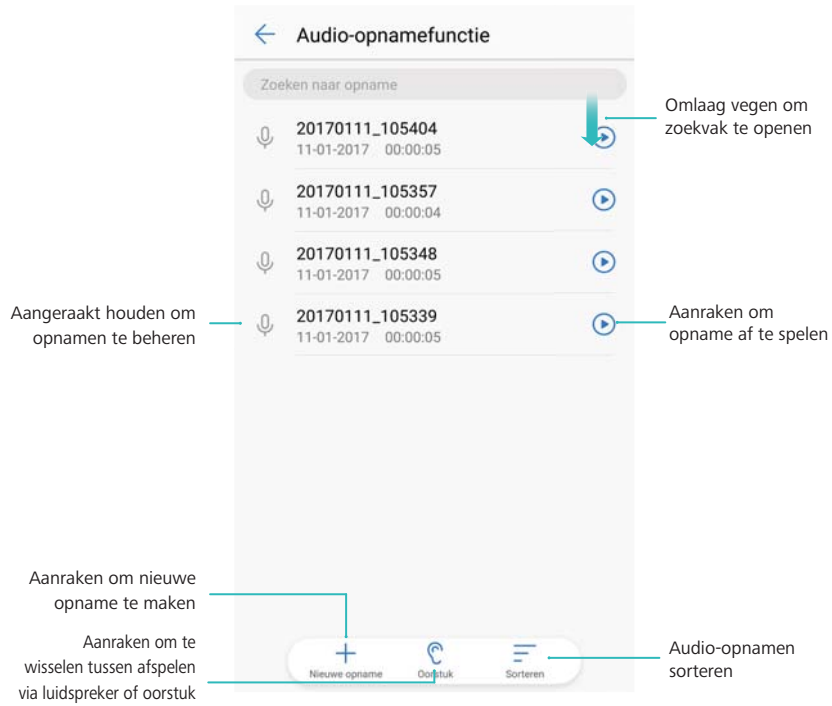 Audio-opnamefunctie
Zoeken naar opname
Omlaag vegen om
zoekvak te openen
20170111_105404
11-01-2017 00:00:05
20170111_105357
11-01-2017 00:00:04
20170111_105348
11-01-2017 00:00:05
Aangeraakt houden om
opnamen te beheren
20170111_105339
11-01-2017 00:00:05
Aanraken om
opname af te spelen
Aanraken om nieuwe
opname te maken
Aanraken om te
wisselen tussen afspelen
via luidspreker of oorstuk
Nieuwe opname
Oorstuk
Sorteren
Audio-opnamen
sorteren